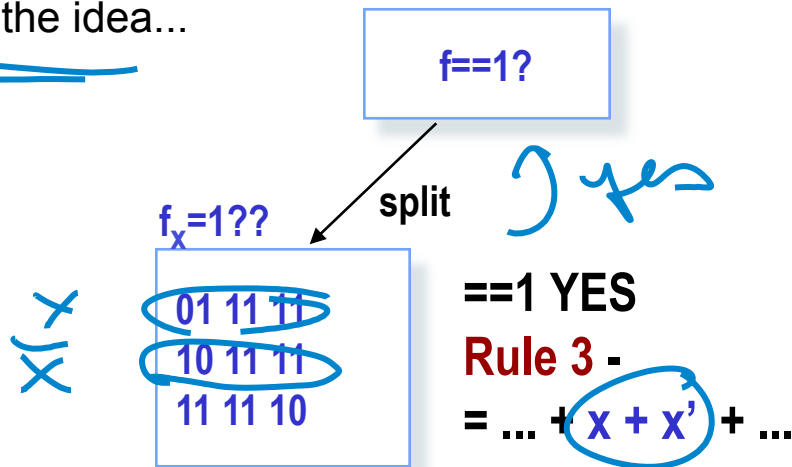 the idea...
f==1?
yes
split
fx=1??
x 01 11 11
x̄ 10 11 11
11 11 10
==1 YES
Rule 3 -
= ... + x + x’ + ...